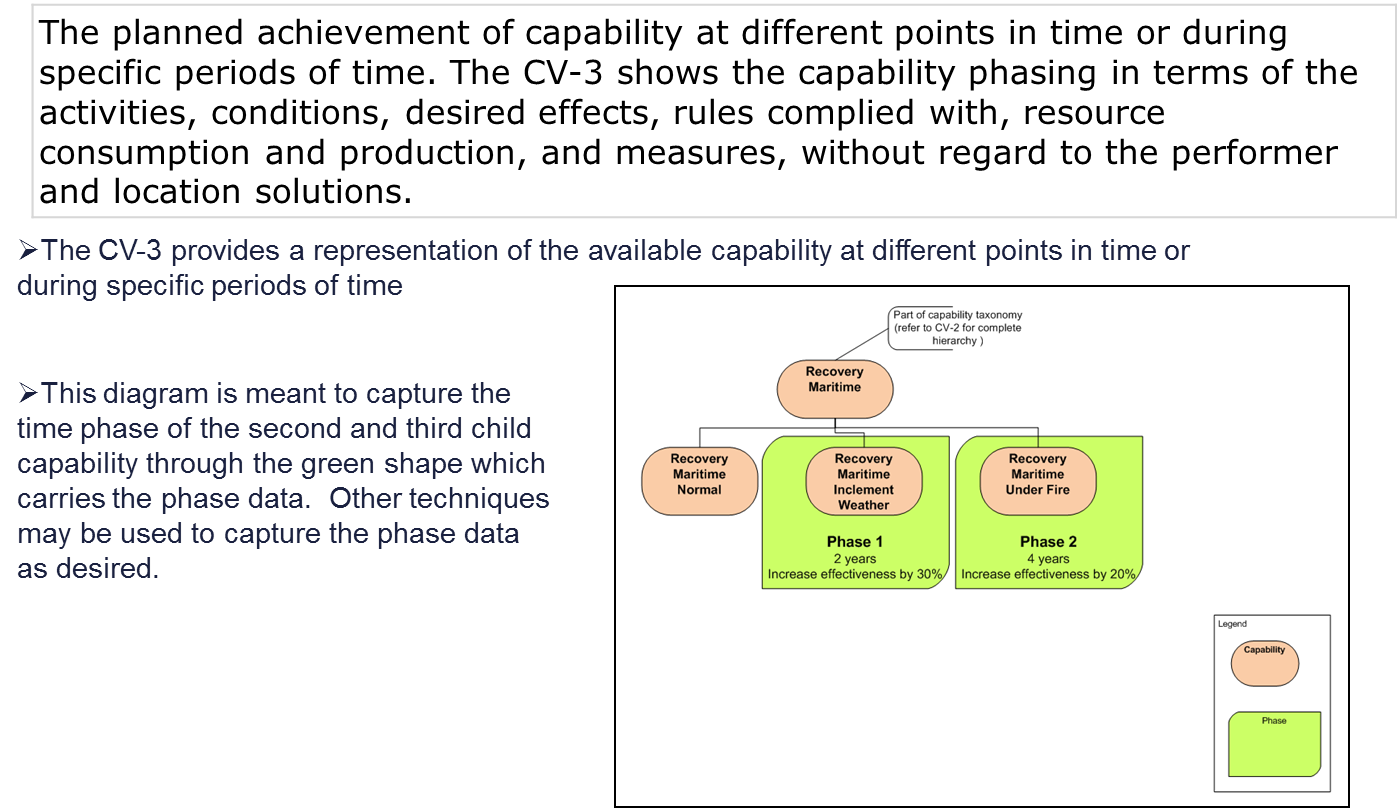 The planned achievement of capability at different points in time or during
specific periods of time. The CV-3 shows the capability phasing in terms of the
activities, conditions, desired effects, rules complied with, resource
consumption and production, and measures, without regard to the performer
and location solutions.
➢The CV-3 provides a representation of the available capability at different points in time or
during specific periods of time
➢This diagram is meant to capture the
time phase of the second and third child
capability through the green shape which
carries the phase data.  Other techniques
may be used to capture the phase data
as desired.
Part of capability taxonomy
(refer to CV-2 for complete
hierarchy )
Recovery
Maritime
Recovery
Maritime
Normal
Recovery
Maritime
Inclement
Weather
Phase 1
2 years
Increase effectiveness by 30%
Recovery
Maritime
Under Fire
Phase 2
4 years
Increase effectiveness by 20%
Legend
Capability
Phase